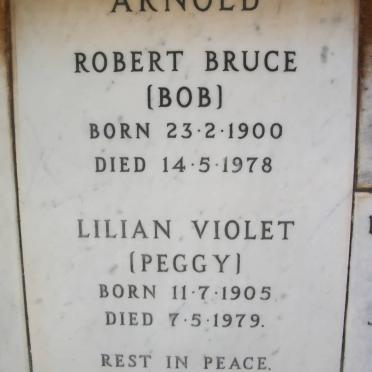 ARNOLD
ROBERT BRUCE
(BOB)
BORN 23·2·1900
DIED 14·5·1978
LILIAN VIOLET
(PEGGY)
BORN 11·7·1905
DIED 7·5·1979.
REST IN PEACE.